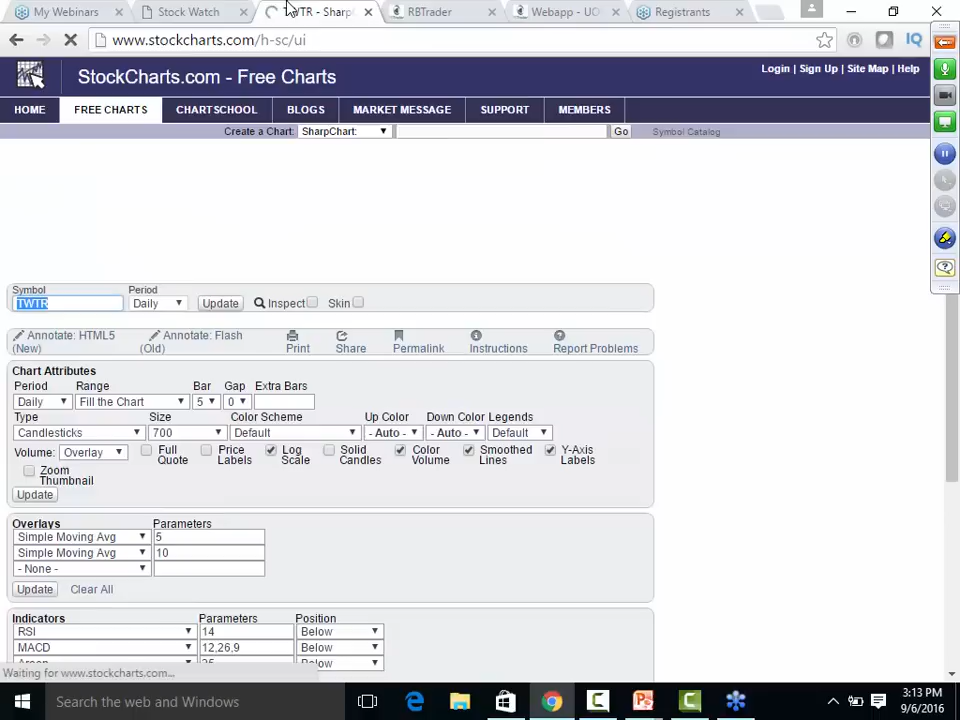 My Webinars
Stock Watch
TWTR - Sharp
RBTrader
Webapp - UO
Registrants
www.stockcharts.com/h-sc/ui
StockCharts.com - Free Charts
Login | Sign Up | Site Map | Help
HOME
FREE CHARTS
CHARTSCHOOL
BLOGS
MARKET MESSAGE
SUPPORT
MEMBERS
Create a Chart: SharpChart: Go Symbol Catalog
Symbol Period
TWTR Daily Update Inspect Skin
Annotate: HTML5 (New)
Annotate: Flash (Old)
Print
Share
Permalink
Instructions
Report Problems
Chart Attributes
Period Range Bar Gap Extra Bars
Daily Fill the Chart 5 0
Type Size Color Scheme Up Color Down Color Legends
Candlesticks 700 Default - Auto - - Auto - Default
Volume: Overlay Full Quote Price Labels Log Scale Solid Candles Color Volume Smoothed Lines Y-Axis Labels
Zoom Thumbnail
Update
Overlays Parameters
Simple Moving Avg 5
Simple Moving Avg 10
- None -
Update Clear All
Indicators Parameters Position
RSI 14 Below
MACD 12,26,9 Below
Aroon 25 Below
Waiting for www.stockcharts.com...
Search the web and Windows
3:13 PM
9/6/2016